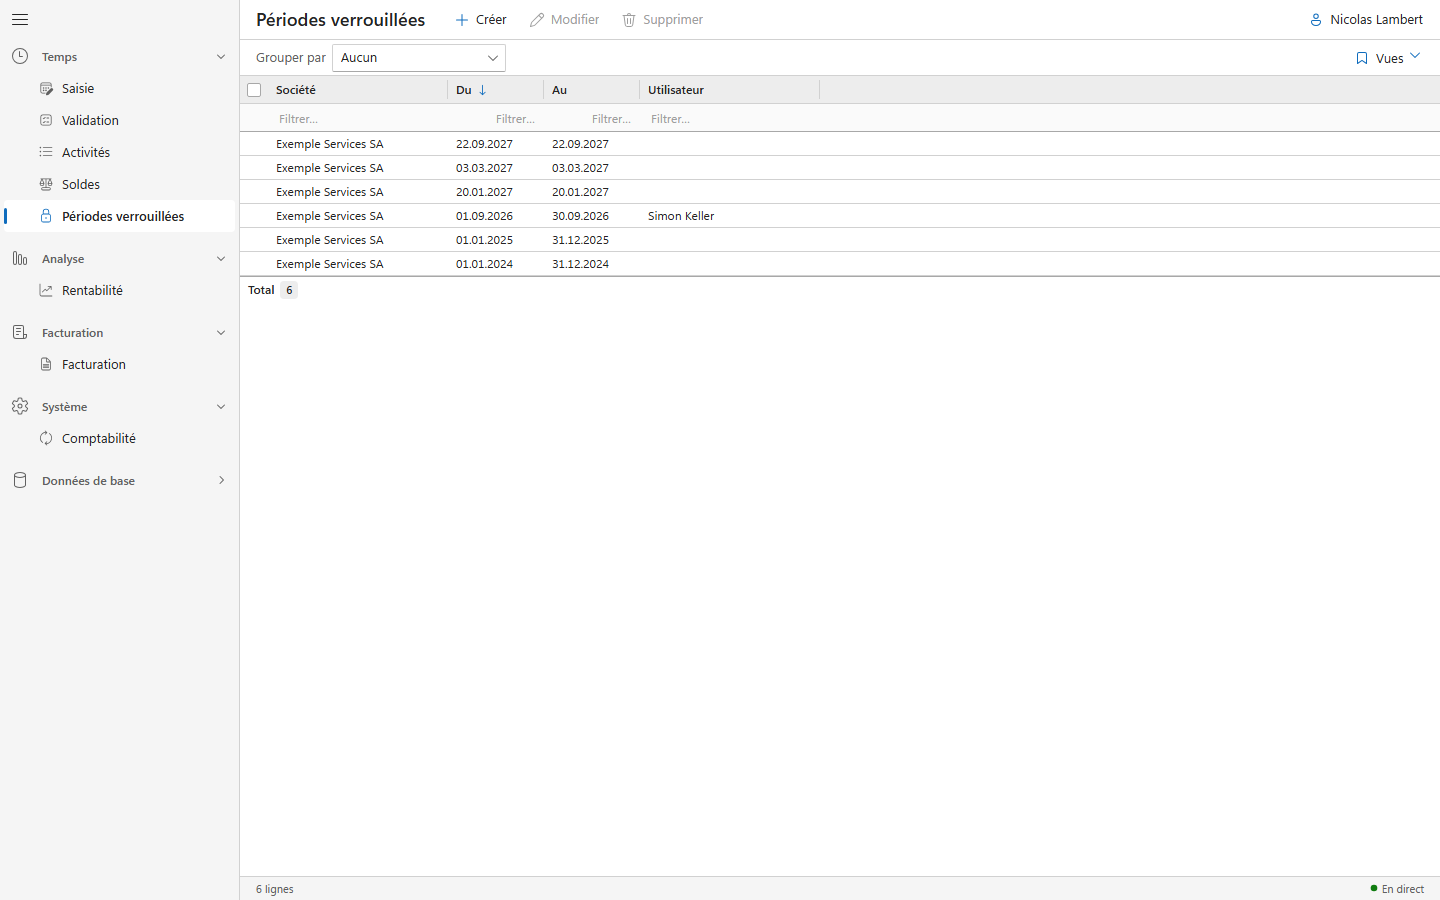 Périodes verrouillées
Créer
Modifier
Supprimer
Nicolas Lambert
Temps
Saisie
Validation
Activités
Soldes
Périodes verrouillées
Analyse
Rentabilité
Facturation
Facturation
Système
Comptabilité
Données de base
Grouper par Aucun
Vues
Société Du Au Utilisateur
Filtrer... Filtrer... Filtrer... Filtrer...
Exemple Services SA 22.09.2027 22.09.2027
Exemple Services SA 03.03.2027 03.03.2027
Exemple Services SA 20.01.2027 20.01.2027
Exemple Services SA 01.09.2026 30.09.2026 Simon Keller
Exemple Services SA 01.01.2025 31.12.2025
Exemple Services SA 01.01.2024 31.12.2024
Total 6
6 lignes
En direct